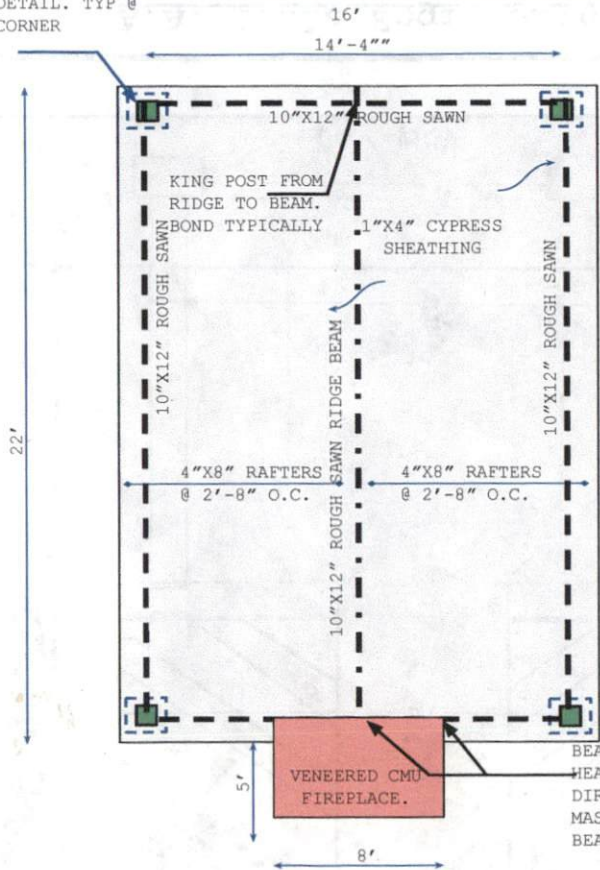 DETAIL. TYP @
CORNER
16'
14'-4""
10"X12" ROUGH SAWN
KING POST FROM
RIDGE TO BEAM.
BOND TYPICALLY
1"X4" CYPRESS
SHEATHING
10"X12" ROUGH SAWN
10"X12" ROUGH SAWN
22'
10"X12" ROUGH SAWN RIDGE BEAM
4"X8" RAFTERS
@ 2'-8" O.C.
4"X8" RAFTERS
@ 2'-8" O.C.
VENEERED CMU
FIREPLACE.
5'
8'
BEA
HEA
DIR
MAS
BEA